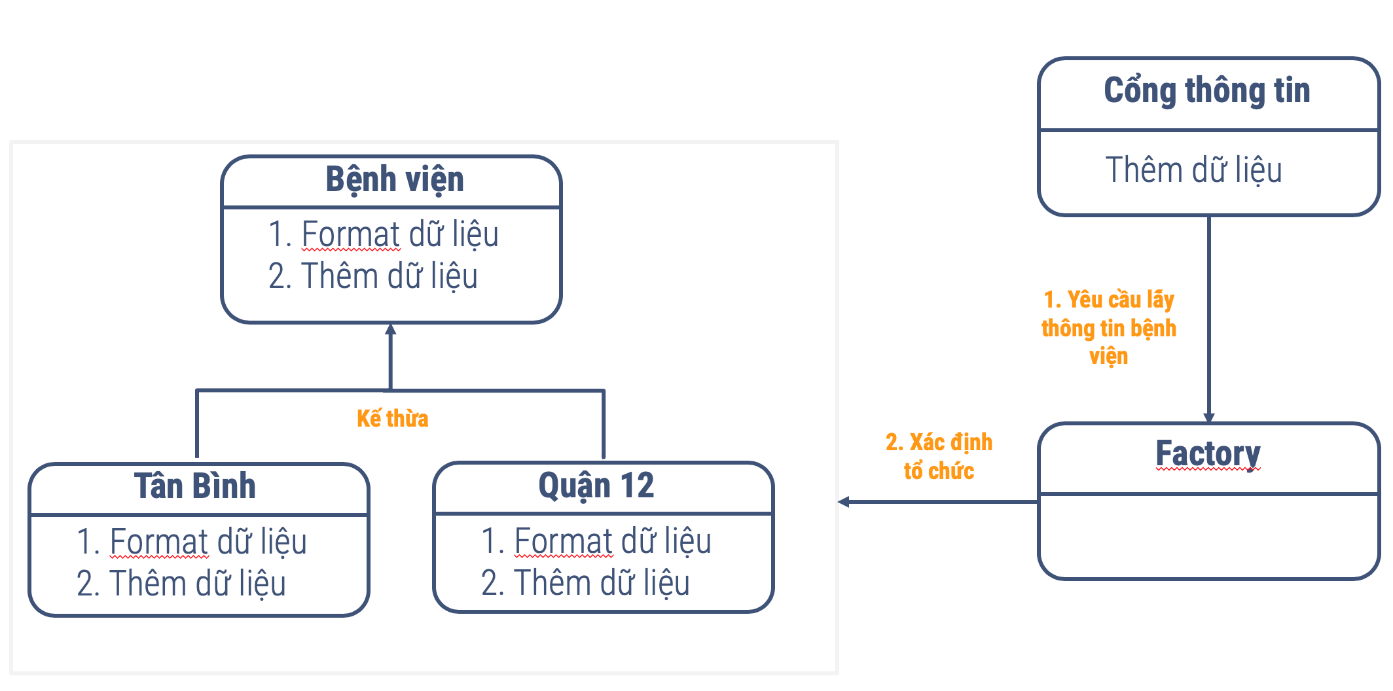 Cổng thông tin
Thêm dữ liệu
Bệnh viện
1. Format dữ liệu
2. Thêm dữ liệu
1. Yêu cầu lấy
thông tin bệnh
viện
Kế thừa
2. Xác định
tổ chức
Factory
Tân Bình
1. Format dữ liệu
2. Thêm dữ liệu
Quận 12
1. Format dữ liệu
2. Thêm dữ liệu